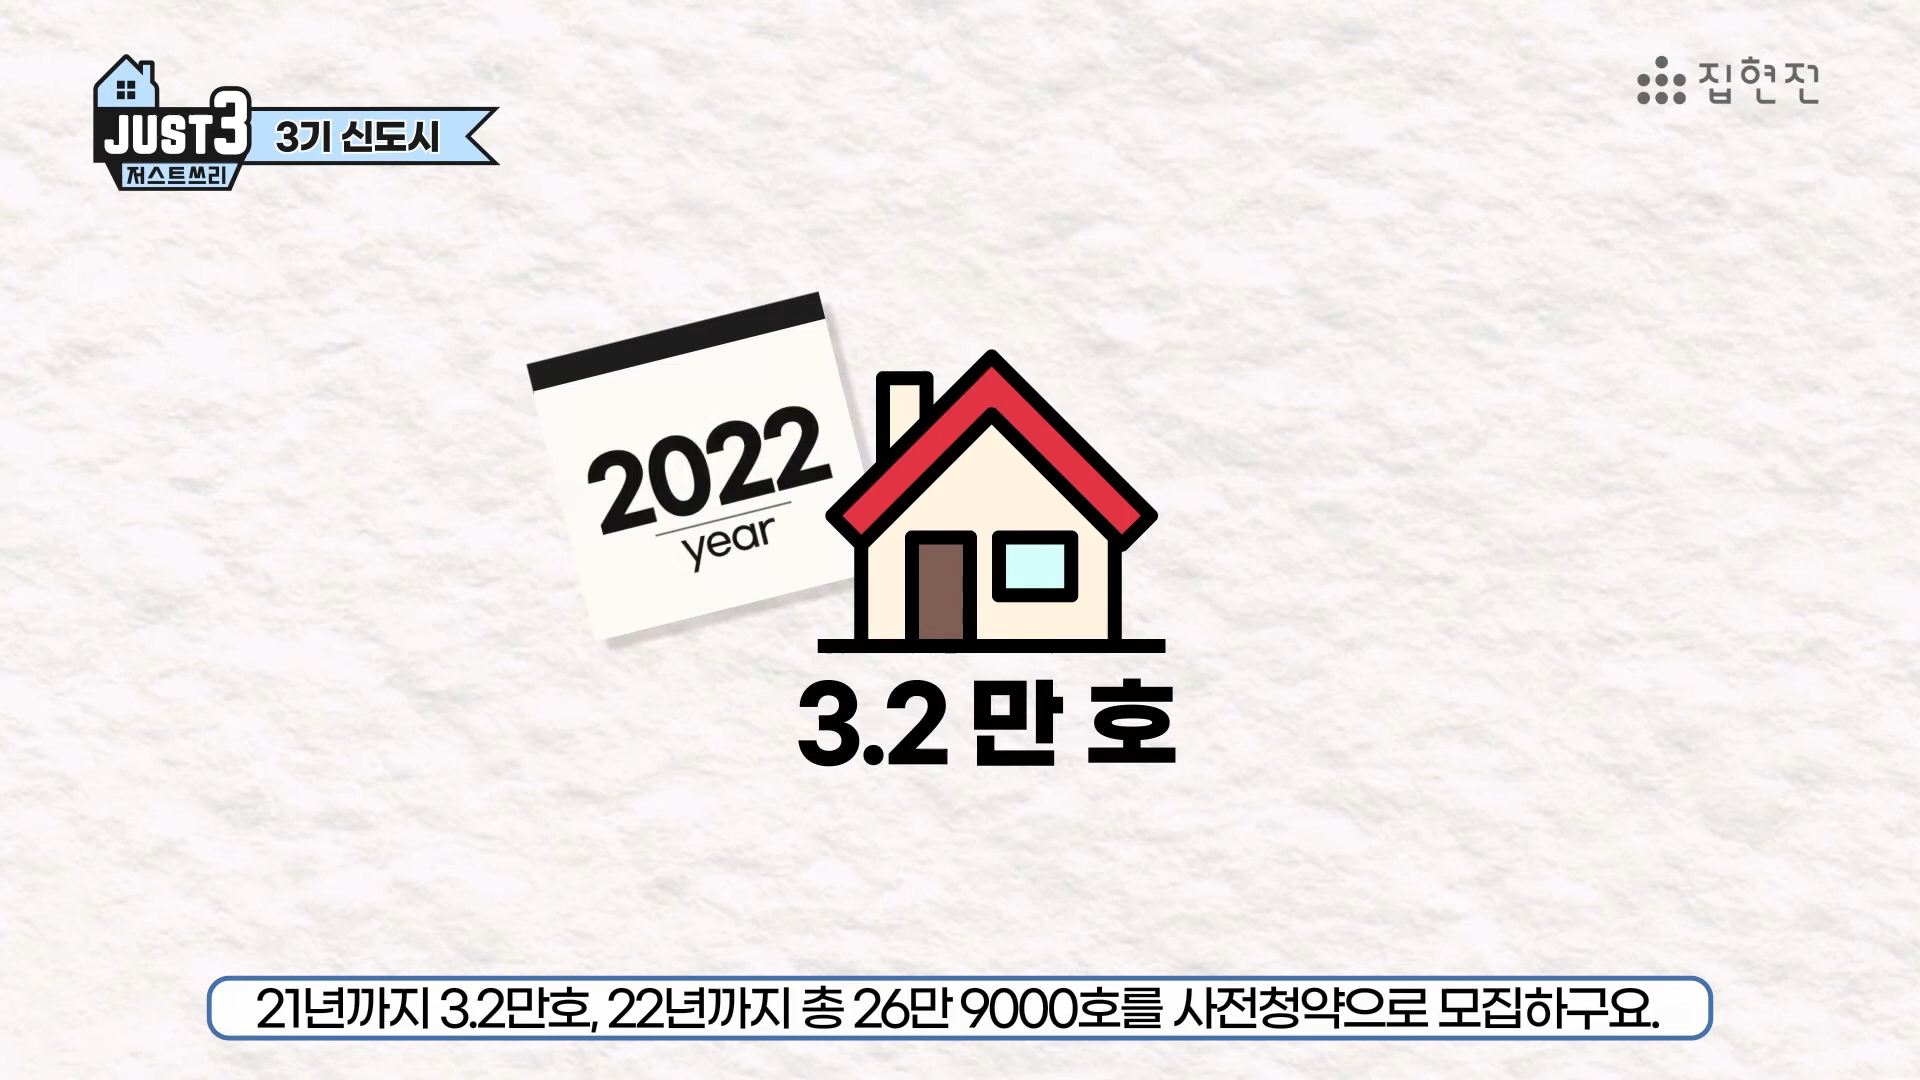 JUST3
저스트쓰리
3기 신도시
집현전
2022
year
3.2만 호
21년까지 3.2만호, 22년까지 총 26만 9000호를 사전청약으로 모집하구요.